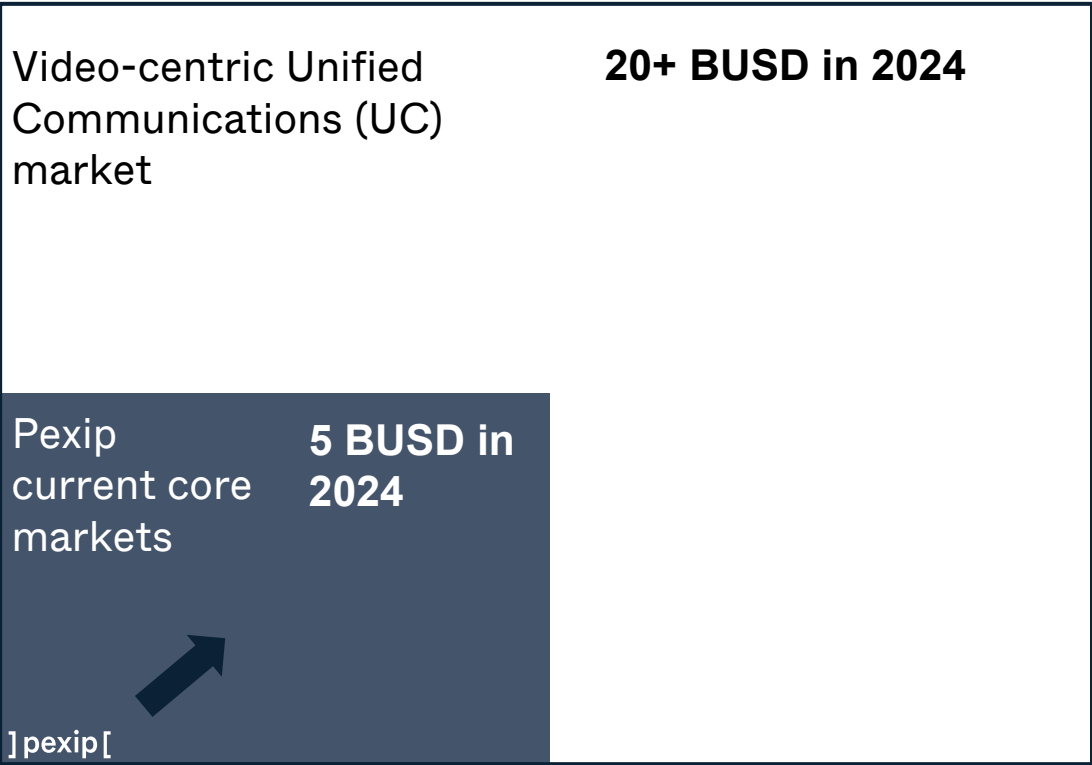 Video-centric Unified
Communications (UC)
market
20+ BUSD in 2024
Pexip
current core
markets
5 BUSD in
2024
]pexip[